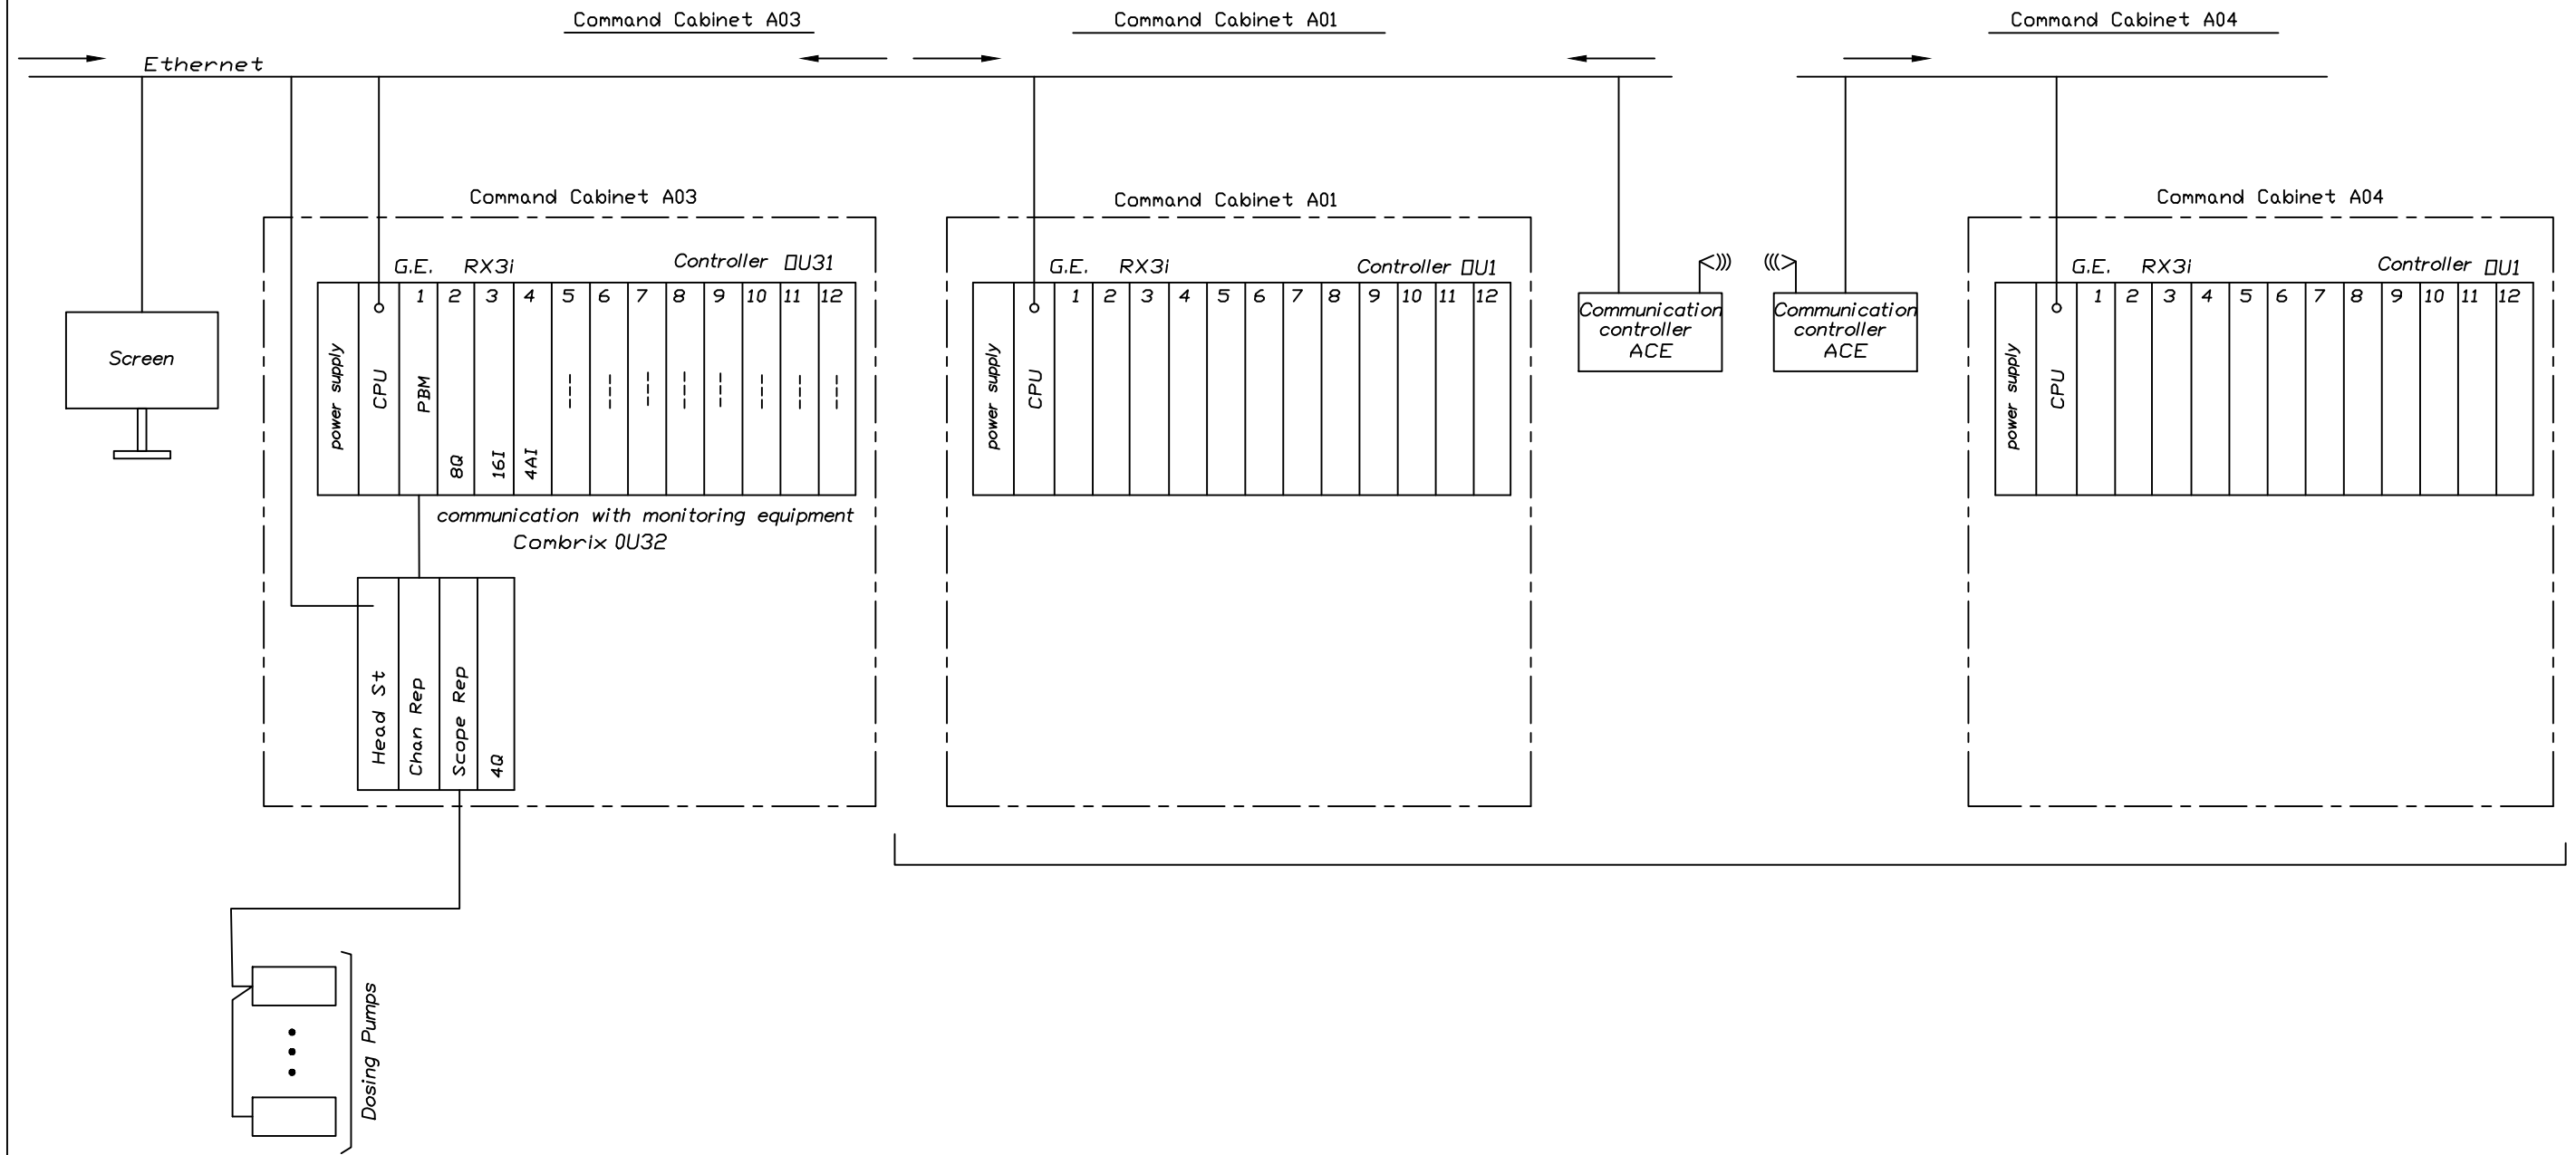 Command Cabinet A03
Command Cabinet A01
Command Cabinet A04
Ethernet
Command Cabinet A03
G.E. RX3i Controller 0U31
power supply
CPU
1 2 3 4 5 6 7 8 9 10 11 12
PBM
8Q
16I
4AI
communication with monitoring equipment
Combrix 0U32
Head St
Chan Rep
Scope Rep
4Q
Screen
Dosing Pumps
Command Cabinet A01
G.E. RX3i Controller 0U1
power supply
CPU
1 2 3 4 5 6 7 8 9 10 11 12
Communication
controller
ACE
Communication
controller
ACE
Command Cabinet A04
G.E. RX3i Controller 0U1
power supply
CPU
1 2 3 4 5 6 7 8 9 10 11 12